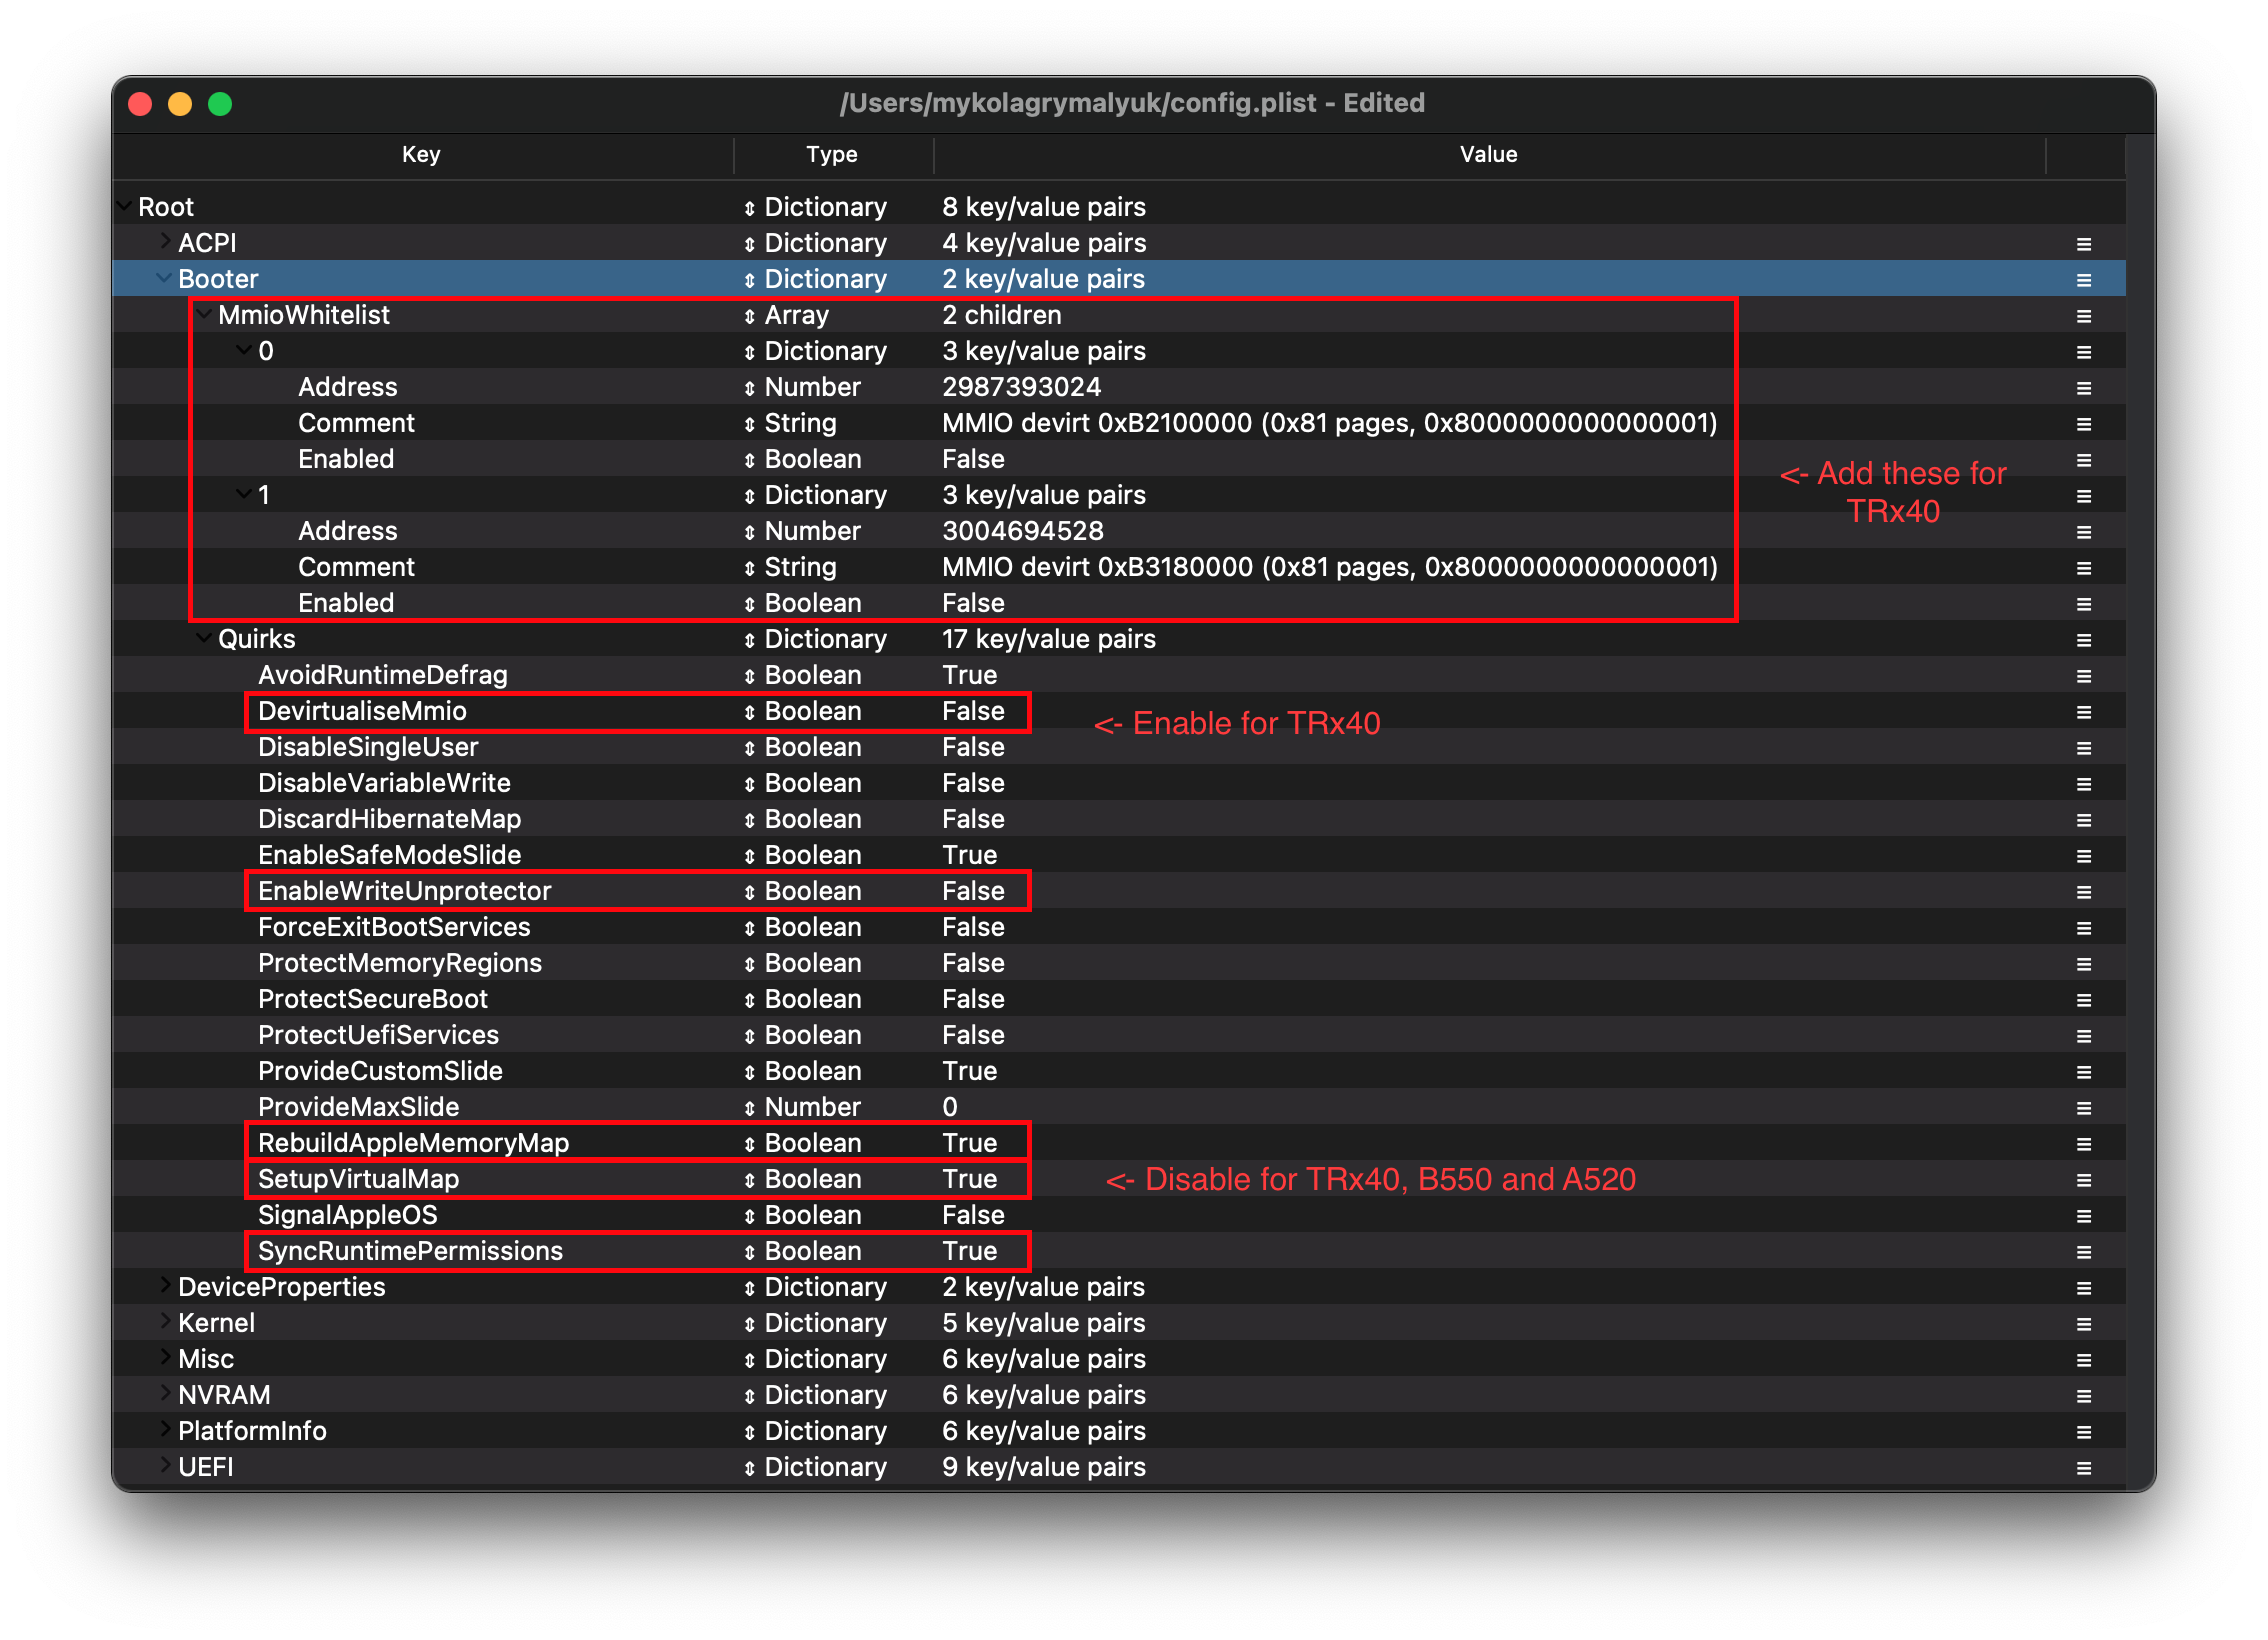 /Users/mykolagrymalyuk/config.plist - Edited
Key Type Value
Root Dictionary 8 key/value pairs
ACPI Dictionary 4 key/value pairs
Booter Dictionary 2 key/value pairs
MmioWhitelist Array 2 children
0 Dictionary 3 key/value pairs
Address Number 2987393024
Comment String MMIO devirt 0xB2100000 (0x81 pages, 0x8000000000000001)
Enabled Boolean False
<- Add these for
TRx40
1 Dictionary 3 key/value pairs
Address Number 3004694528
Comment String MMIO devirt 0xB3180000 (0x81 pages, 0x8000000000000001)
Enabled Boolean False
Quirks Dictionary 17 key/value pairs
AvoidRuntimeDefrag Boolean True
DevirtualiseMmio Boolean False <- Enable for TRx40
DisableSingleUser Boolean False
DisableVariableWrite Boolean False
DiscardHibernateMap Boolean False
EnableSafeModeSlide Boolean True
EnableWriteUnprotector Boolean False
ForceExitBootServices Boolean False
ProtectMemoryRegions Boolean False
ProtectSecureBoot Boolean False
ProtectUefiServices Boolean False
ProvideCustomSlide Boolean True
ProvideMaxSlide Number 0
RebuildAppleMemoryMap Boolean True
SetupVirtualMap Boolean True <- Disable for TRx40, B550 and A520
SignalAppleOS Boolean False
SyncRuntimePermissions Boolean True
DeviceProperties Dictionary 2 key/value pairs
Kernel Dictionary 5 key/value pairs
Misc Dictionary 6 key/value pairs
NVRAM Dictionary 6 key/value pairs
PlatformInfo Dictionary 6 key/value pairs
UEFI Dictionary 9 key/value pairs